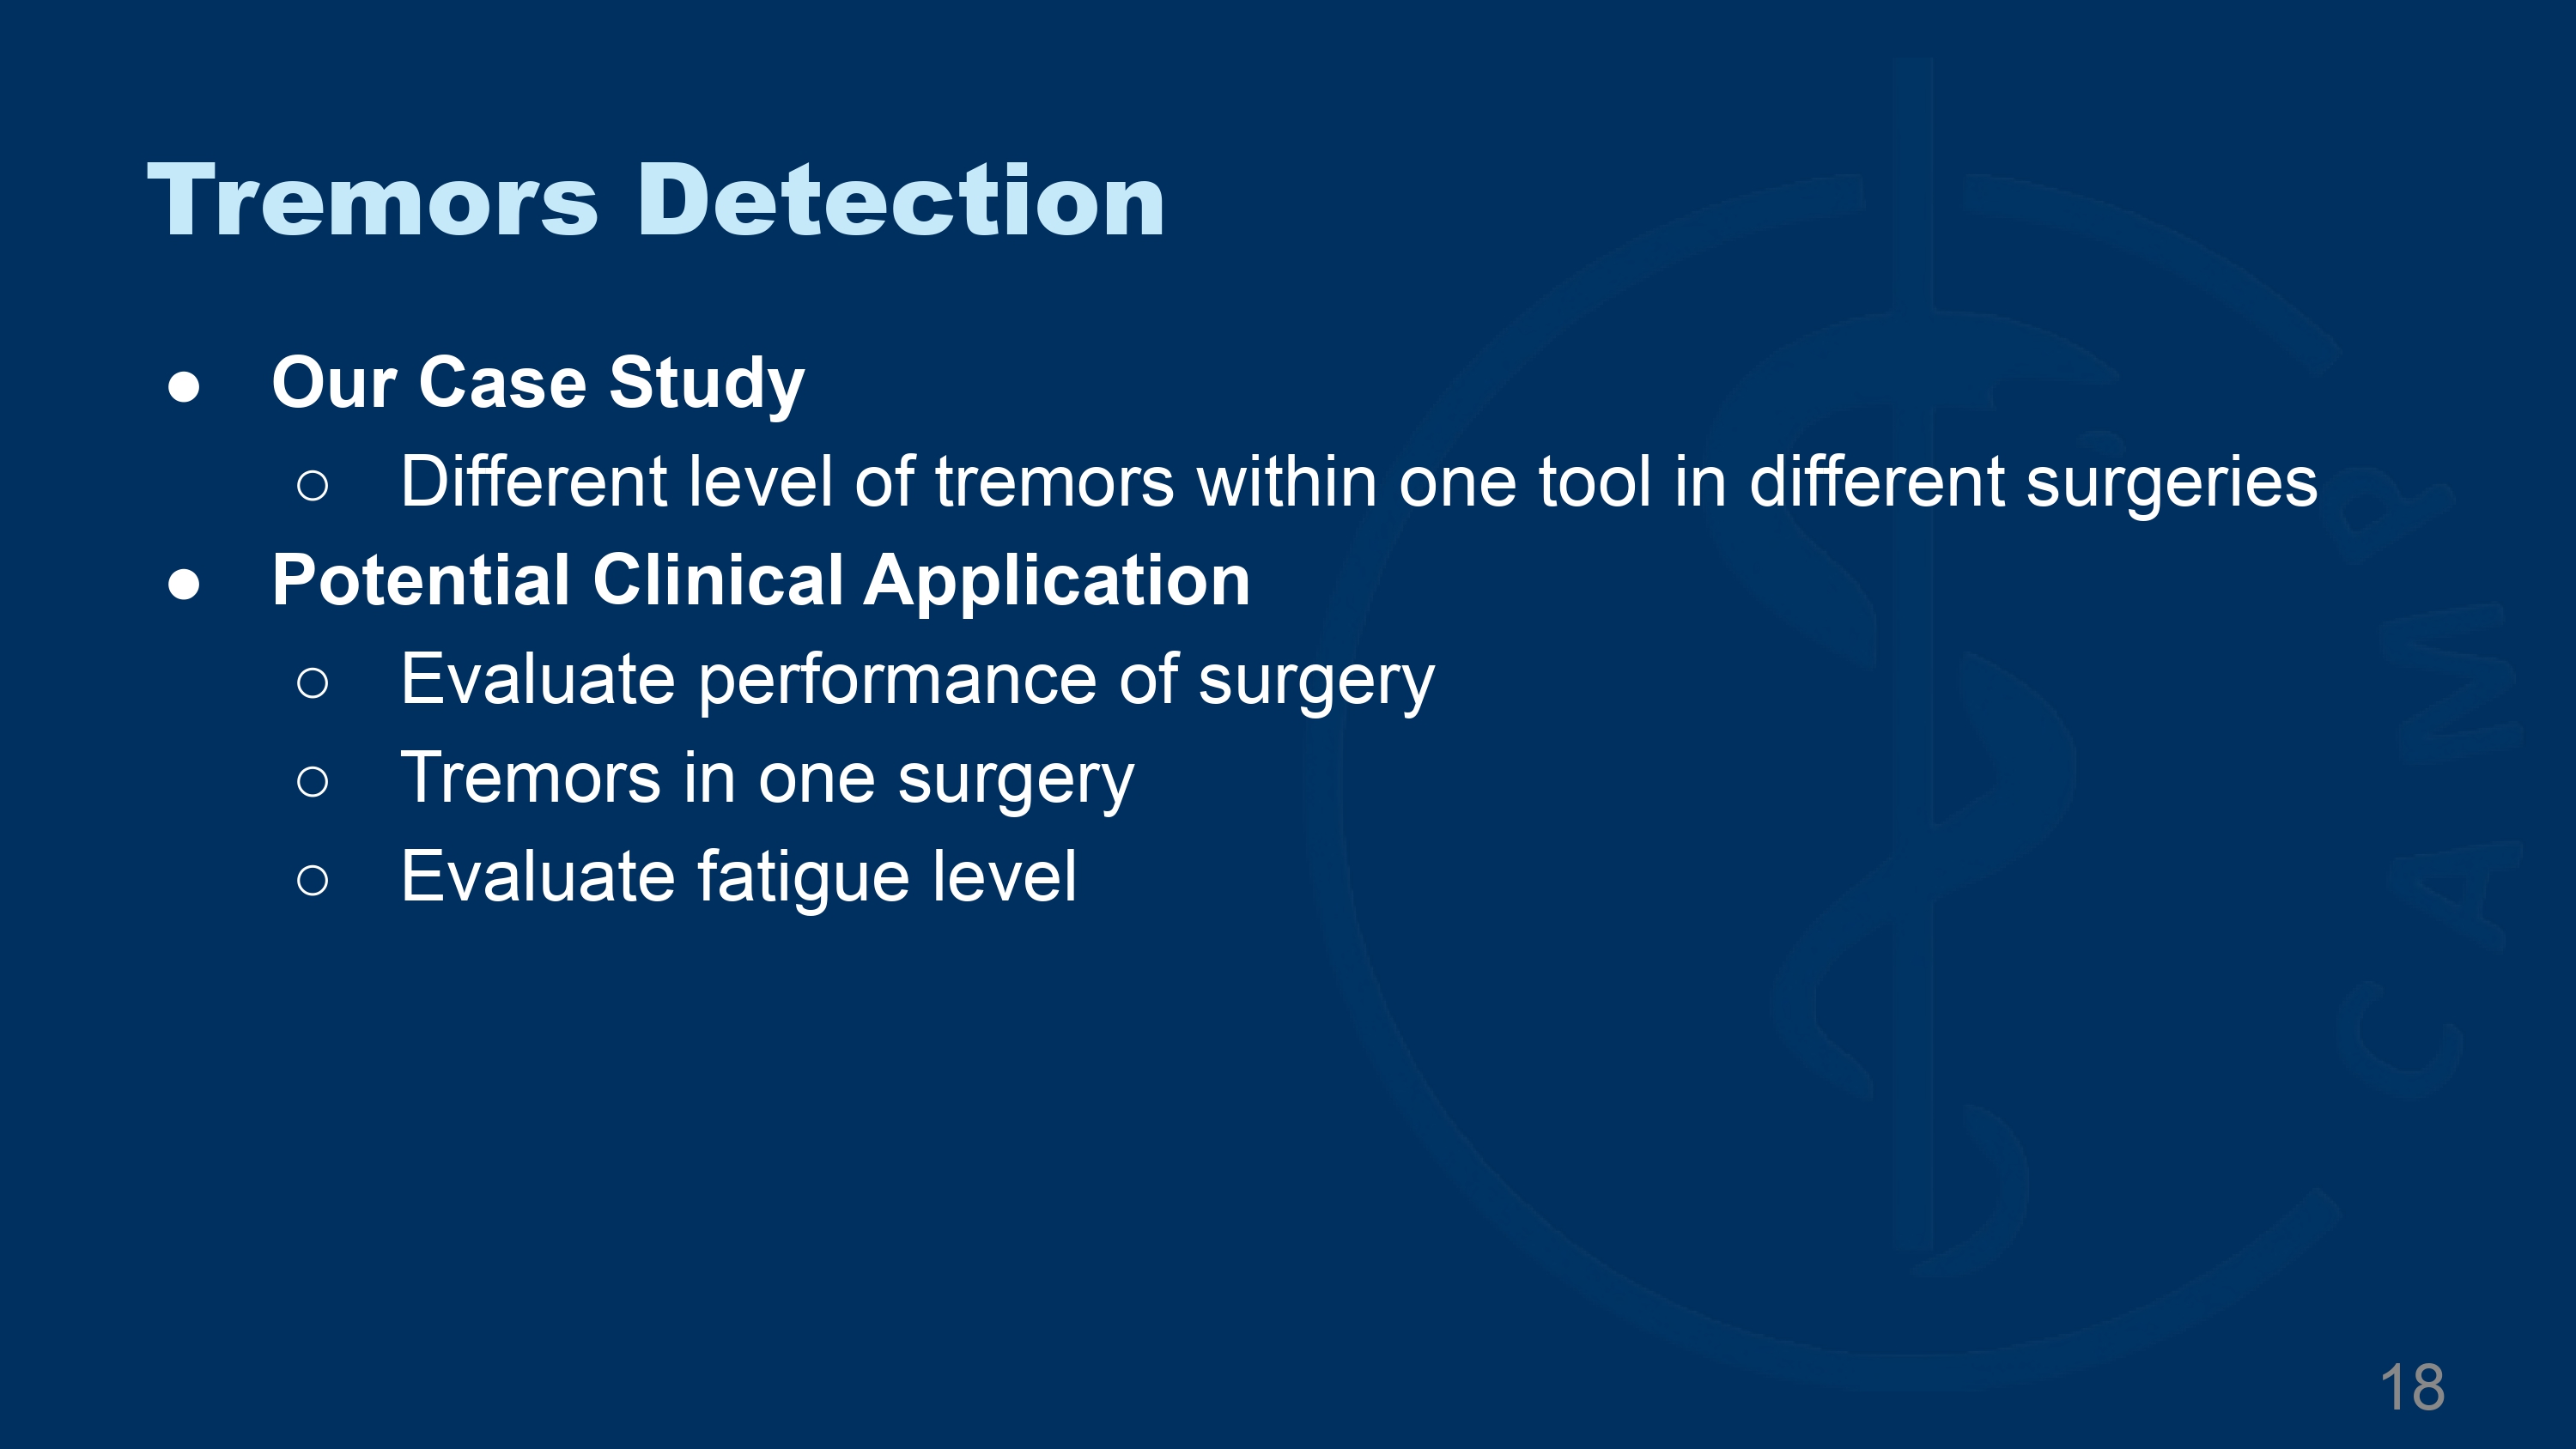 Tremors Detection
● Our Case Study
○ Different level of tremors within one tool in different surgeries
● Potential Clinical Application
○ Evaluate performance of surgery
○ Tremors in one surgery
○ Evaluate fatigue level
CAMP
18